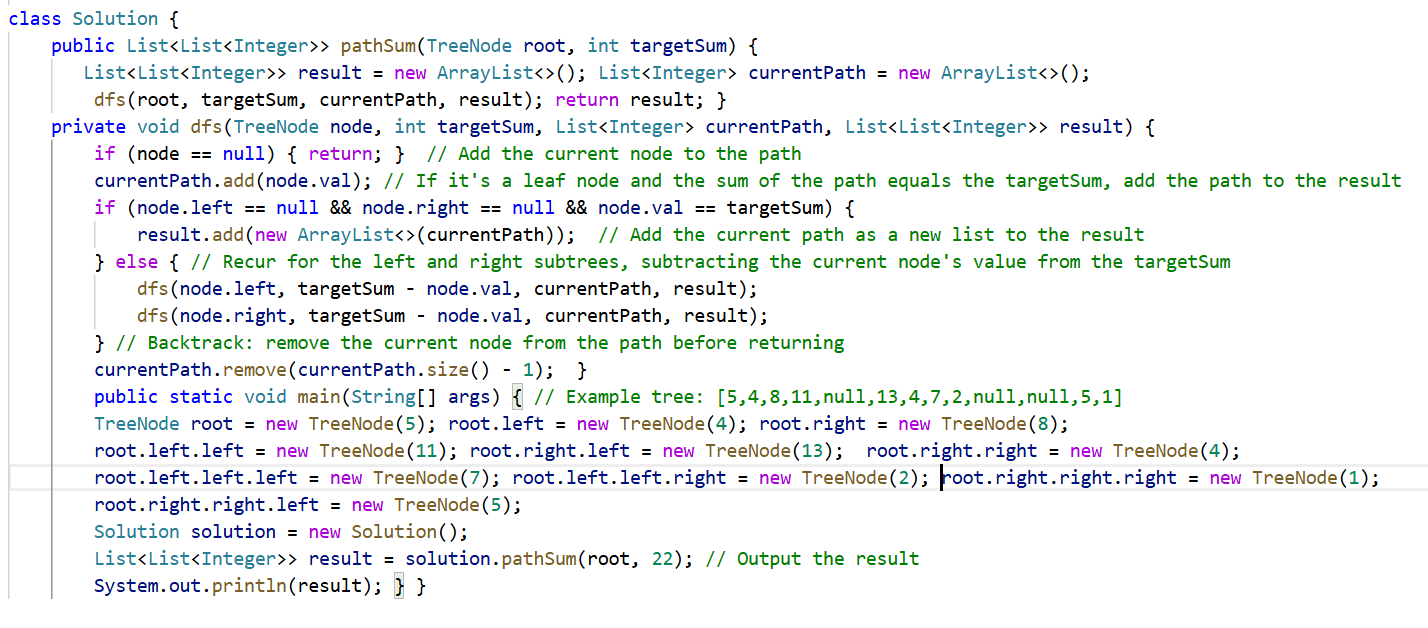 class Solution {
public List<List<Integer>> pathSum(TreeNode root, int targetSum) {
List<List<Integer>> result = new ArrayList<>(); List<Integer> currentPath = new ArrayList<>();
dfs(root, targetSum, currentPath, result); return result; }
private void dfs(TreeNode node, int targetSum, List<Integer> currentPath, List<List<Integer>> result) {
if (node == null) { return; }  // Add the current node to the path
currentPath.add(node.val); // If it's a leaf node and the sum of the path equals the targetSum, add the path to the result
if (node.left == null && node.right == null && node.val == targetSum) {
result.add(new ArrayList<>(currentPath));  // Add the current path as a new list to the result
} else { // Recur for the left and right subtrees, subtracting the current node's value from the targetSum
dfs(node.left, targetSum - node.val, currentPath, result);
dfs(node.right, targetSum - node.val, currentPath, result);
} // Backtrack: remove the current node from the path before returning
currentPath.remove(currentPath.size() - 1);  }
public static void main(String[] args) { // Example tree: [5,4,8,11,null,13,4,7,2,null,null,5,1]
TreeNode root = new TreeNode(5); root.left = new TreeNode(4); root.right = new TreeNode(8);
root.left.left = new TreeNode(11); root.right.left = new TreeNode(13);  root.right.right = new TreeNode(4);
root.left.left.left = new TreeNode(7); root.left.left.right = new TreeNode(2); root.right.right.right = new TreeNode(1);
root.right.right.left = new TreeNode(5);
Solution solution = new Solution();
List<List<Integer>> result = solution.pathSum(root, 22); // Output the result
System.out.println(result); } }